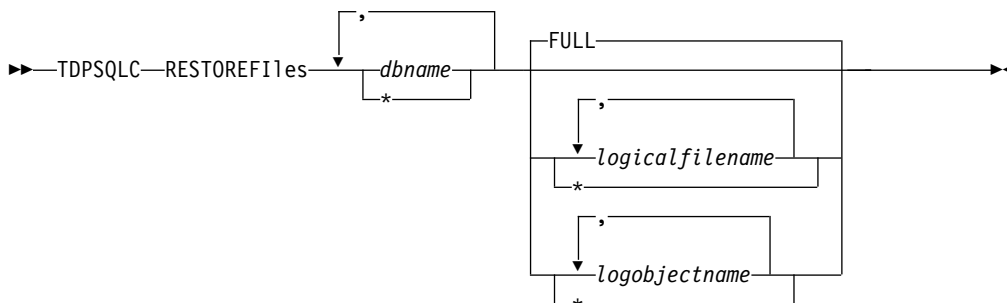 ,
FULL
TDPSQLC RESTOREFIles dbname
*
,
logicalfilename
*
,
logobjectname
*